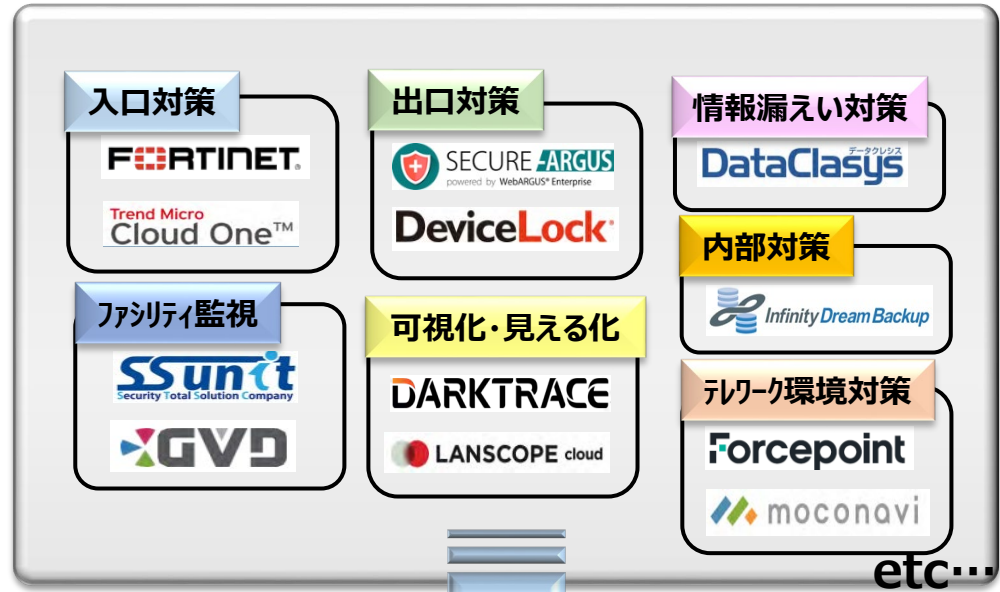 入口対策
FORTINET®
Trend Micro
Cloud One™
出口対策
SECURE-ARGUS
powered by WebARGUS® Enterprise
DeviceLock®
情報漏えい対策
データクレシス
DataClasys
内部対策
Infinity Dream Backup
ﾌｧｼﾘﾃｨ監視
SSunit
Security Total Solution Company
GVD
可視化・見える化
DARKTRACE
LANSCOPE cloud
ﾃﾚﾜｰｸ環境対策
Forcepoint
moconavi
etc…